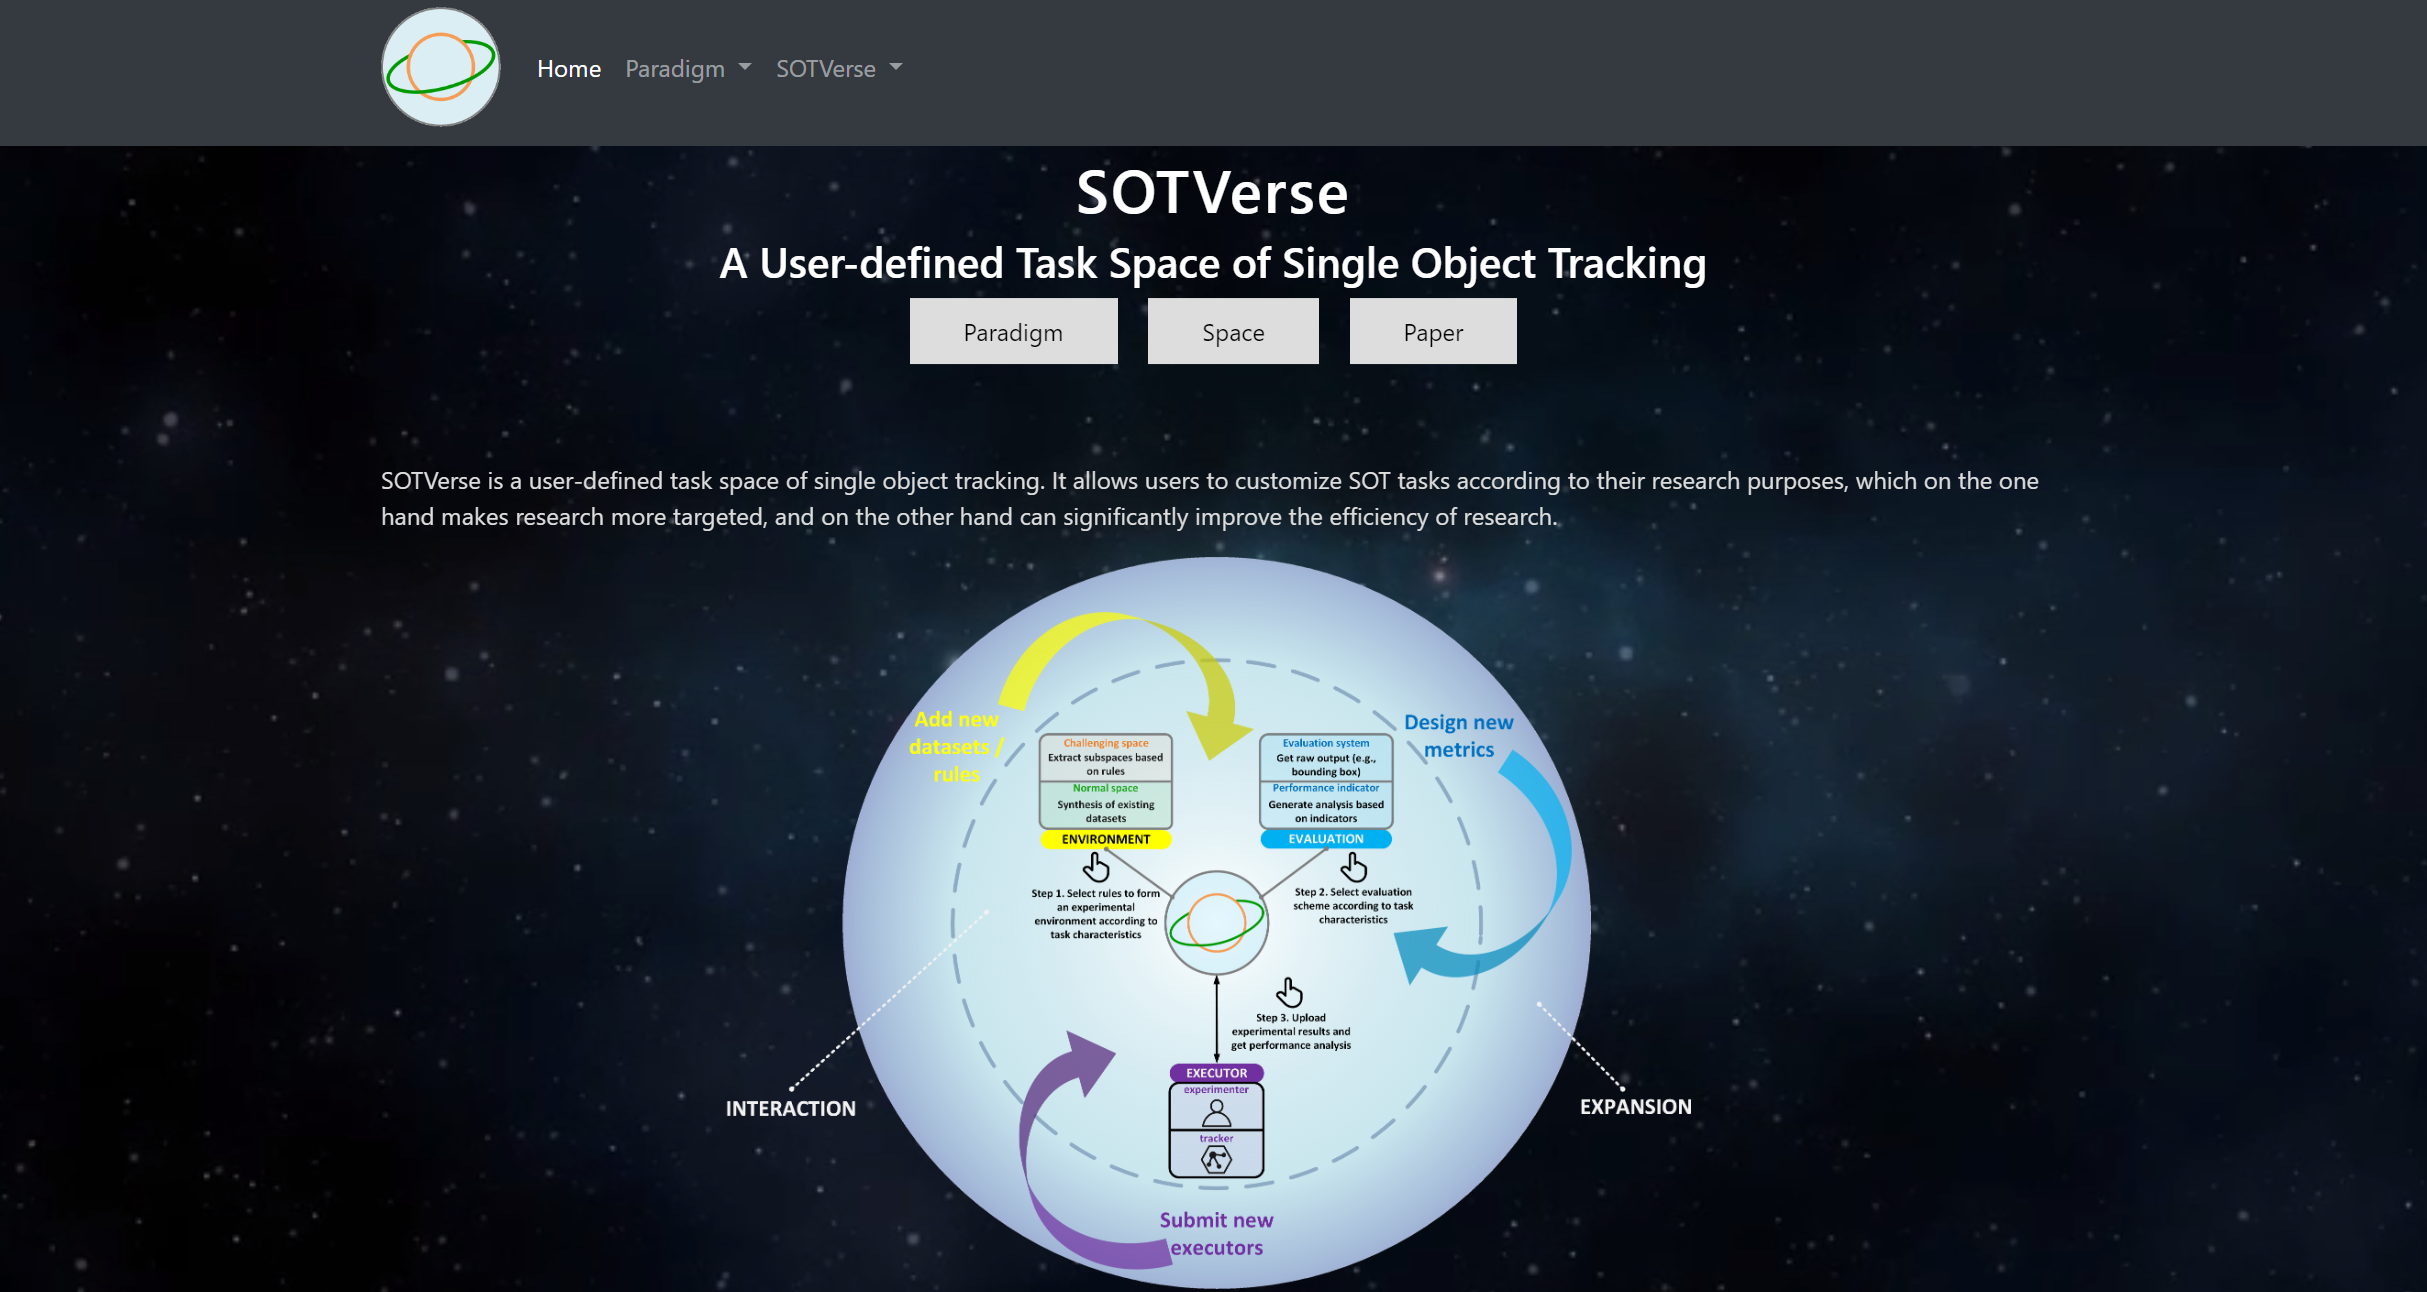 Home Paradigm SOTVerse
SOTVerse
A User-defined Task Space of Single Object Tracking
Paradigm Space Paper
SOTVerse is a user-defined task space of single object tracking. It allows users to customize SOT tasks according to their research purposes, which on the one
hand makes research more targeted, and on the other hand can significantly improve the efficiency of research.
Add new
datasets /
rules
Challenging space
Extract subspaces based
on rules
Normal space
Synthesis of existing
datasets
ENVIRONMENT
Step 1. Select rules to form
an experimental
environment according to
task characteristics
Evaluation system
Get raw output (e.g.,
bounding box)
Performance indicator
Generate analysis based
on indicators
EVALUATION
Step 2. Select evaluation
scheme according to task
characteristics
Design new
metrics
Step 3. Upload
experimental results and
get performance analysis
EXECUTOR
experimenter
tracker
INTERACTION
EXPANSION
Submit new
executors